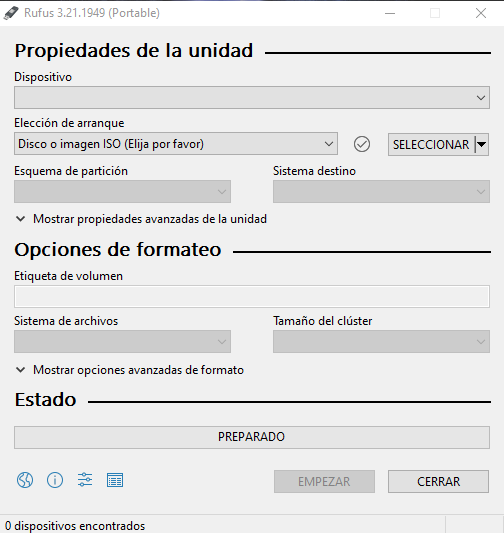 Rufus 3.21.1949 (Portable)
Propiedades de la unidad
Dispositivo
Elección de arranque
Disco o imagen ISO (Elija por favor)
SELECCIONAR
Esquema de partición
Sistema destino
Mostrar propiedades avanzadas de la unidad
Opciones de formateo
Etiqueta de volumen
Sistema de archivos
Tamaño del clúster
Mostrar opciones avanzadas de formato
Estado
PREPARADO
EMPEZAR
CERRAR
0 dispositivos encontrados